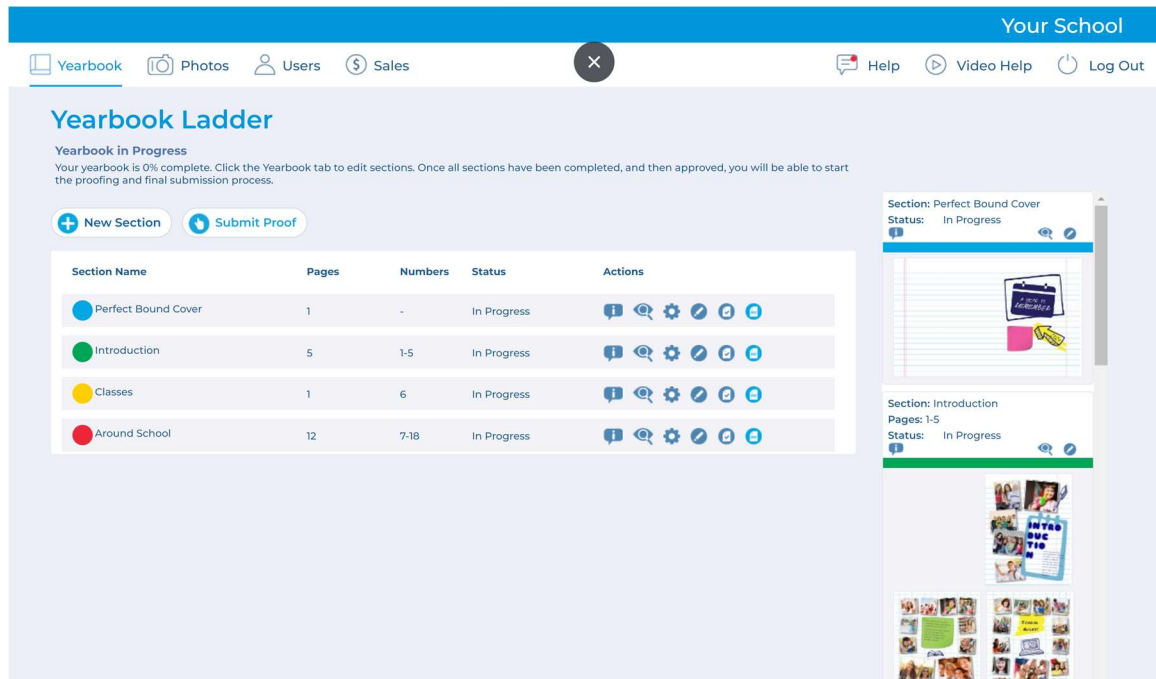 Your School
Yearbook Photos Users Sales Help Video Help Log Out
Yearbook Ladder
Yearbook in Progress
Your yearbook is 0% complete. Click the Yearbook tab to edit sections. Once all sections have been completed, and then approved, you will be able to start
the proofing and final submission process.
New Section Submit Proof
Section Name Pages Numbers Status Actions
Perfect Bound Cover 1 - In Progress
Introduction 5 1-5 In Progress
Classes 1 6 In Progress
Around School 12 7-18 In Progress
Section: Perfect Bound Cover
Status: In Progress
REMEMBER
Section: Introduction
Pages: 1-5
Status: In Progress
INTRO
DUC
TIO
N